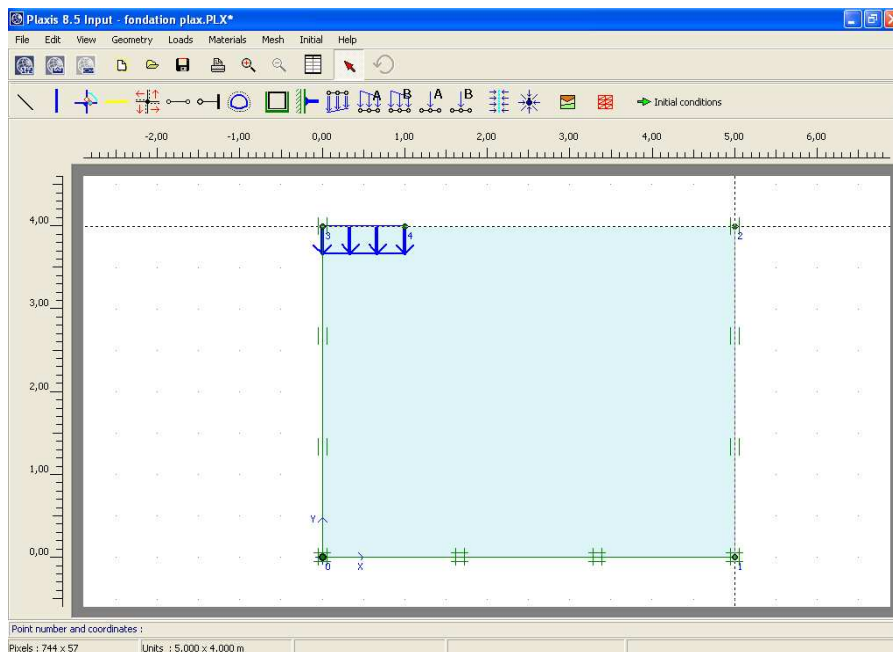 Plaxis 8.5 Input - fondation plax.PLX*
File Edit View Geometry Loads Materials Mesh Initial Help
A B A B Initial conditions
-2,00 -1,00 0,00 1,00 2,00 3,00 4,00 5,00 6,00
4,00
3 4 2
3,00
2,00
1,00
Y
0,00
0 X 1
Point number and coordinates :
Pixels : 744 x 57 Units : 5,000 x 4,000 m